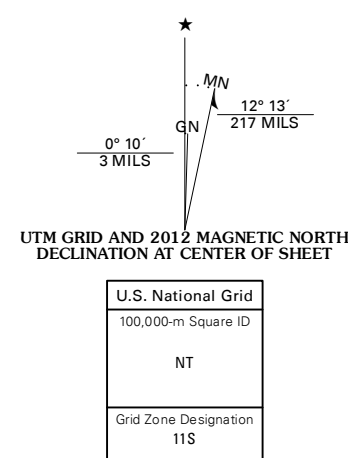 ★
MN
GN
12° 13´
217 MILS
0° 10´
3 MILS
UTM GRID AND 2012 MAGNETIC NORTH
DECLINATION AT CENTER OF SHEET
U.S. National Grid
100,000-m Square ID
NT
Grid Zone Designation
11S